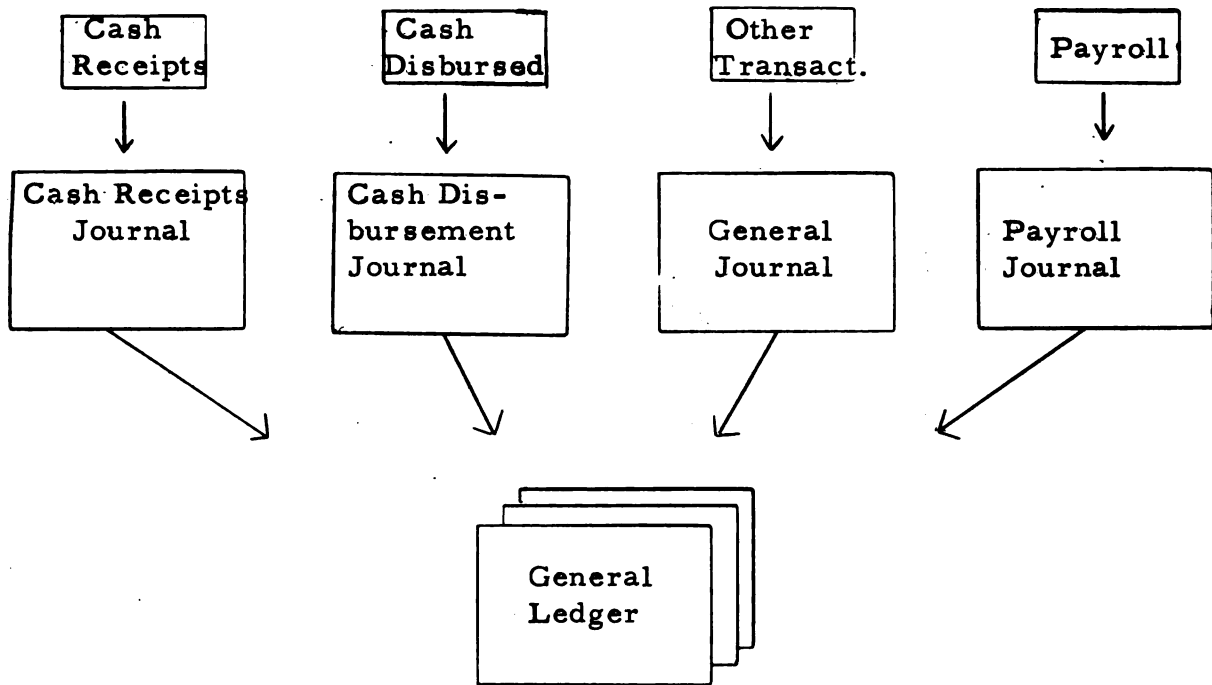 Cash
Receipts
Cash
Disbursed
Other
Transact.
Payroll
Cash Receipts
Journal
Cash Dis-
bursement
Journal
General
Journal
Payroll
Journal
General
Ledger